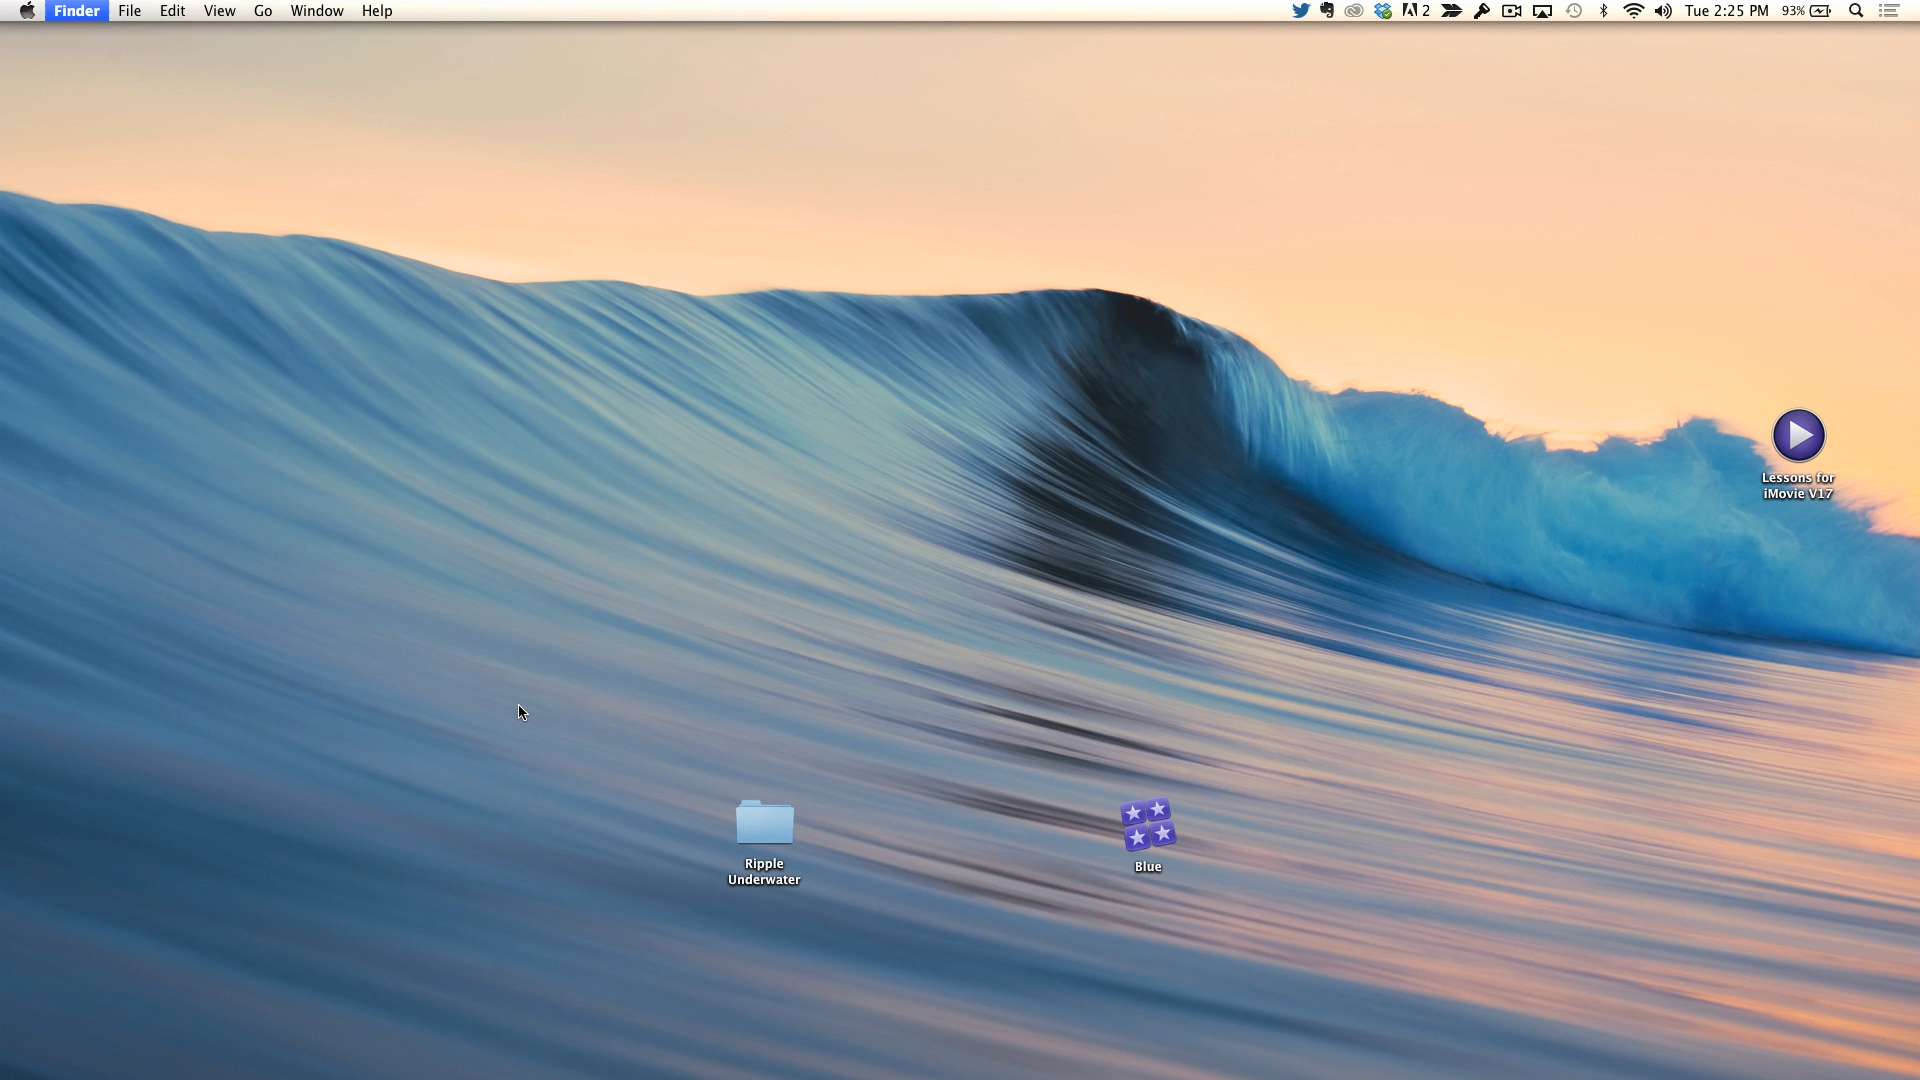 Finder File Edit View Go Window Help 2 Tue 2:25 PM 93%
Lessons for
iMovie V17
Ripple
Underwater
Blue